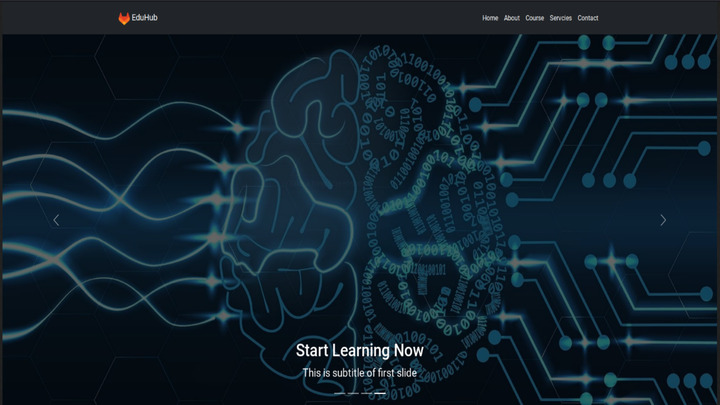 EduHub
Home About Course Servcies Contact
Start Learning Now
This is subtitle of first slide